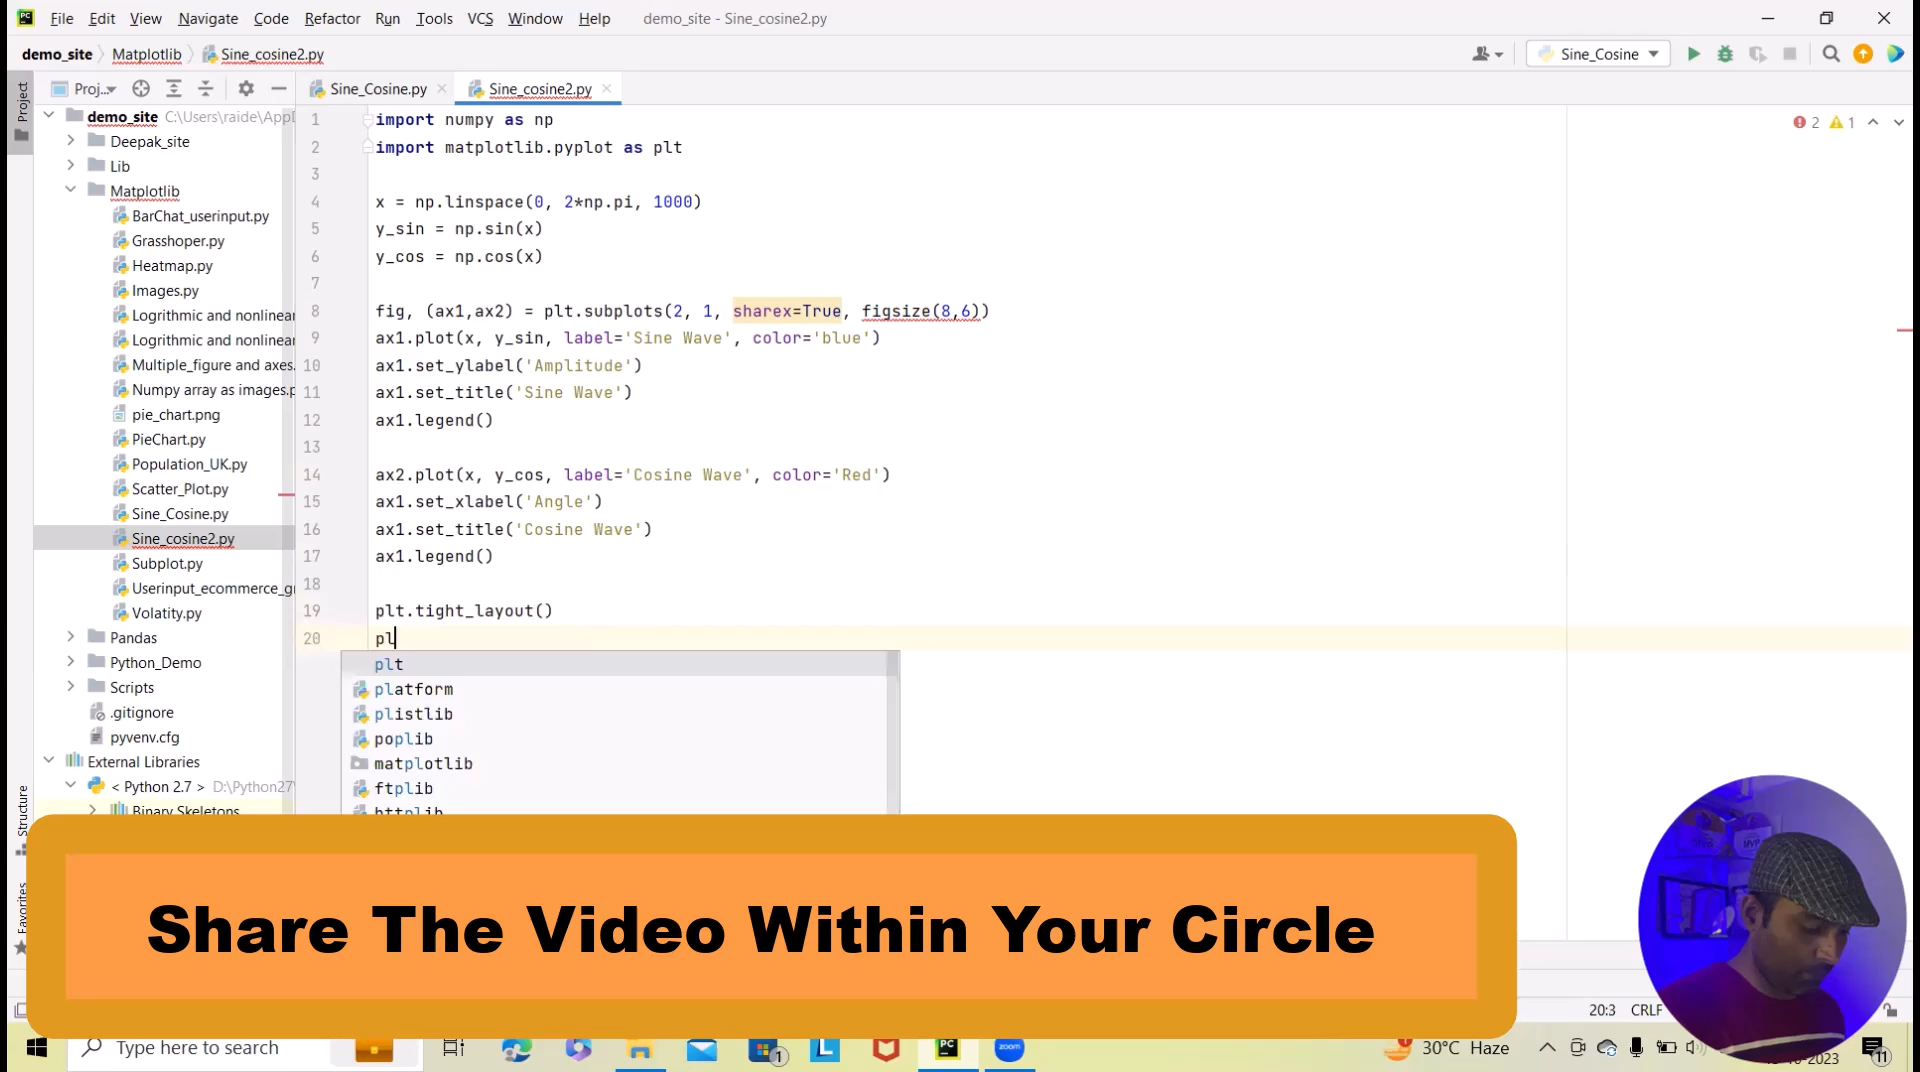 File Edit View Navigate Code Refactor Run Tools VCS Window Help demo_site - Sine_cosine2.py
demo_site Matplotlib Sine_cosine2.py Sine_Cosine
Project Proj... Sine_Cosine.py Sine_cosine2.py
demo_site C:\Users\raide\AppD
Deepak_site
Lib
Matplotlib
BarChat_userinput.py
Grasshoper.py
Heatmap.py
Images.py
Logrithmic and nonlinear
Logrithmic and nonlinear
Multiple_figure and axes.
Numpy array as images.p
pie_chart.png
PieChart.py
Population_UK.py
Scatter_Plot.py
Sine_Cosine.py
Sine_cosine2.py
Subplot.py
Userinput_ecommerce_gr
Volatity.py
Pandas
Python_Demo
Scripts
.gitignore
pyvenv.cfg
External Libraries
< Python 2.7 > D:\Python27\
Binary Skeletons
Structure
Favorites
1 import numpy as np
2 import matplotlib.pyplot as plt
3
4 x = np.linspace(0, 2*np.pi, 1000)
5 y_sin = np.sin(x)
6 y_cos = np.cos(x)
7
8 fig, (ax1,ax2) = plt.subplots(2, 1, sharex=True, figsize(8,6))
9 ax1.plot(x, y_sin, label='Sine Wave', color='blue')
10 ax1.set_ylabel('Amplitude')
11 ax1.set_title('Sine Wave')
12 ax1.legend()
13
14 ax2.plot(x, y_cos, label='Cosine Wave', color='Red')
15 ax1.set_xlabel('Angle')
16 ax1.set_title('Cosine Wave')
17 ax1.legend()
18
19 plt.tight_layout()
20 pl
plt
platform
plistlib
poplib
matplotlib
ftplib
httplib
2 1
Share The Video Within Your Circle
MVP
20:3 CRLF
Type here to search
1
L
PC
zoom
30°C Haze
2023
11